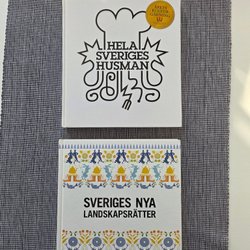 HELA
SVERIGES
HUSMAN
SVERIGES NYA
LANDSKAPSRÄTTER